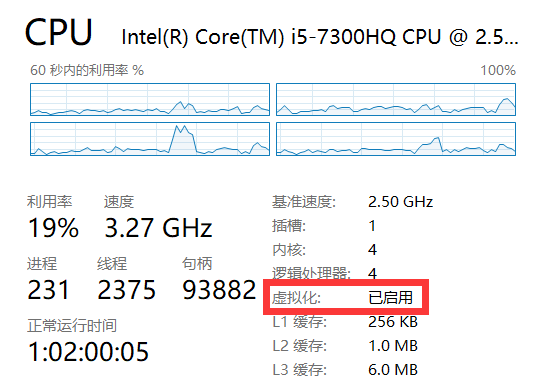 CPU Intel(R) Core(TM) i5-7300HQ CPU @ 2.5...
60 秒内的利用率 % 100%
利用率 速度
19% 3.27 GHz
进程 线程 句柄
231 2375 93882
正常运行时间
1:02:00:05
基准速度: 2.50 GHz
插槽: 1
内核: 4
逻辑处理器: 4
虚拟化: 已启用
L1 缓存: 256 KB
L2 缓存: 1.0 MB
L3 缓存: 6.0 MB